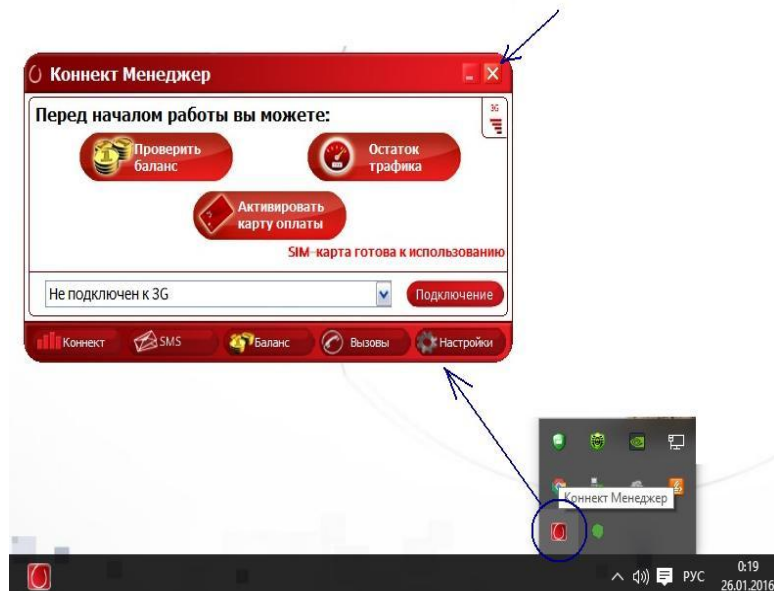 Коннект Менеджер
Перед началом работы вы можете:
3G
Проверить
баланс
Остаток
трафика
Активировать
карту оплаты
SIM-карта готова к использованию
Не подключен к 3G
Подключение
Коннект
SMS
Баланс
Вызовы
Настройки
Коннект Менеджер
РУС
0:19
26.01.2016